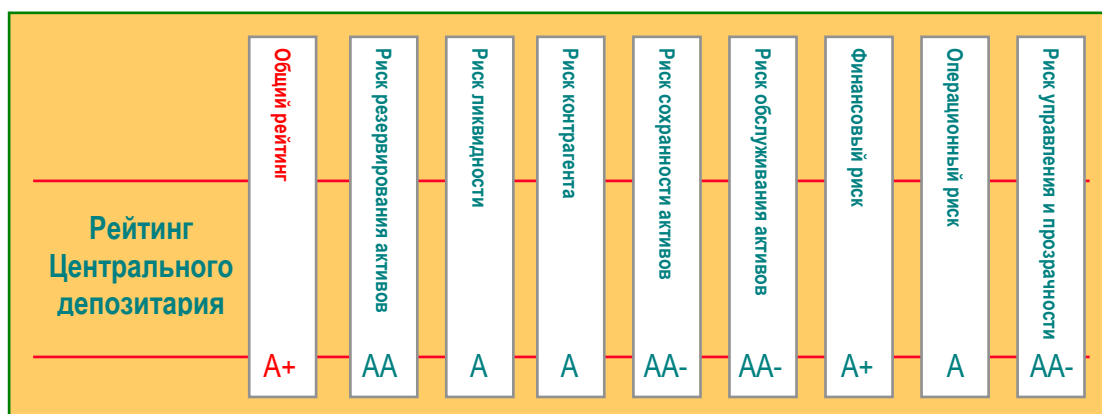 Рейтинг
Центрального
депозитария
Общий рейтинг
A+
Риск резервирования активов
AA
Риск ликвидности
A
Риск контрагента
A
Риск сохранности активов
AA-
Риск обслуживания активов
AA-
Финансовый риск
A+
Операционный риск
A
Риск управления и прозрачности
AA-